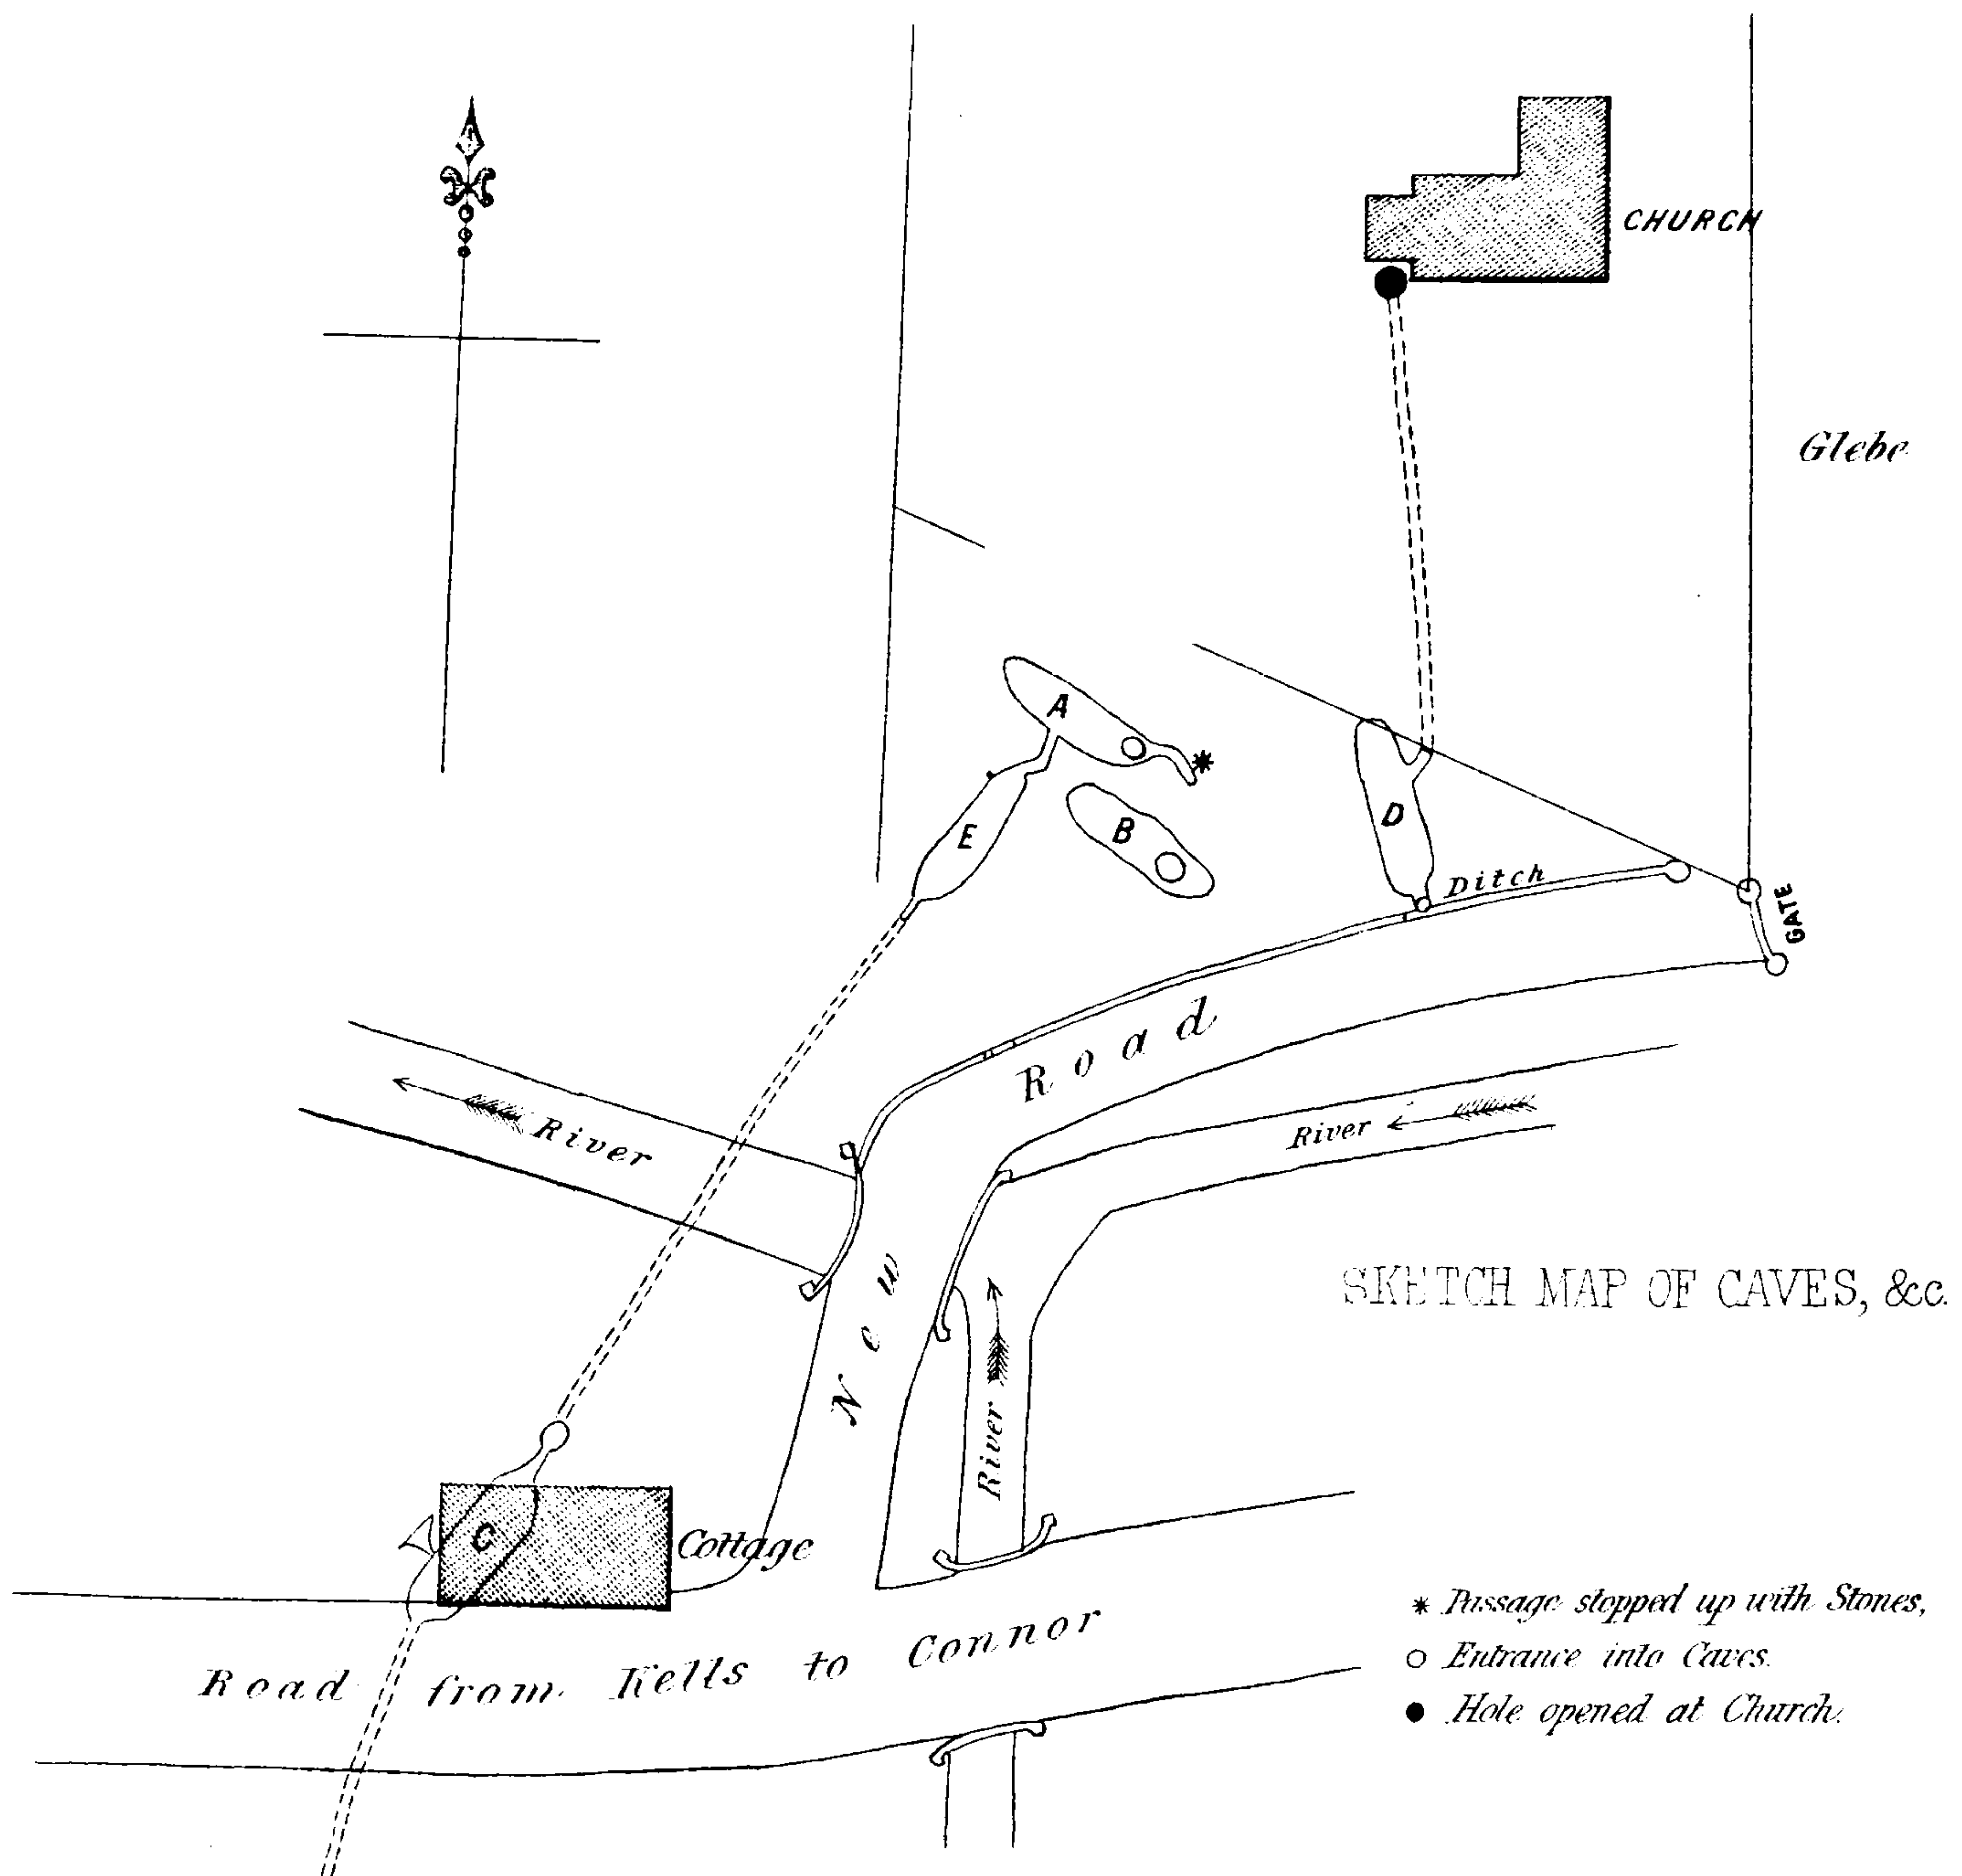 CHURCH
Glebe
A
B
E
D
Ditch
GATE
New Road
River
River
River
SKETCH MAP OF CAVES, &c.
C
Cottage
Road from Kells to Connor
* Passage stopped up with Stones,
○ Entrance into Caves.
● Hole opened at Church.